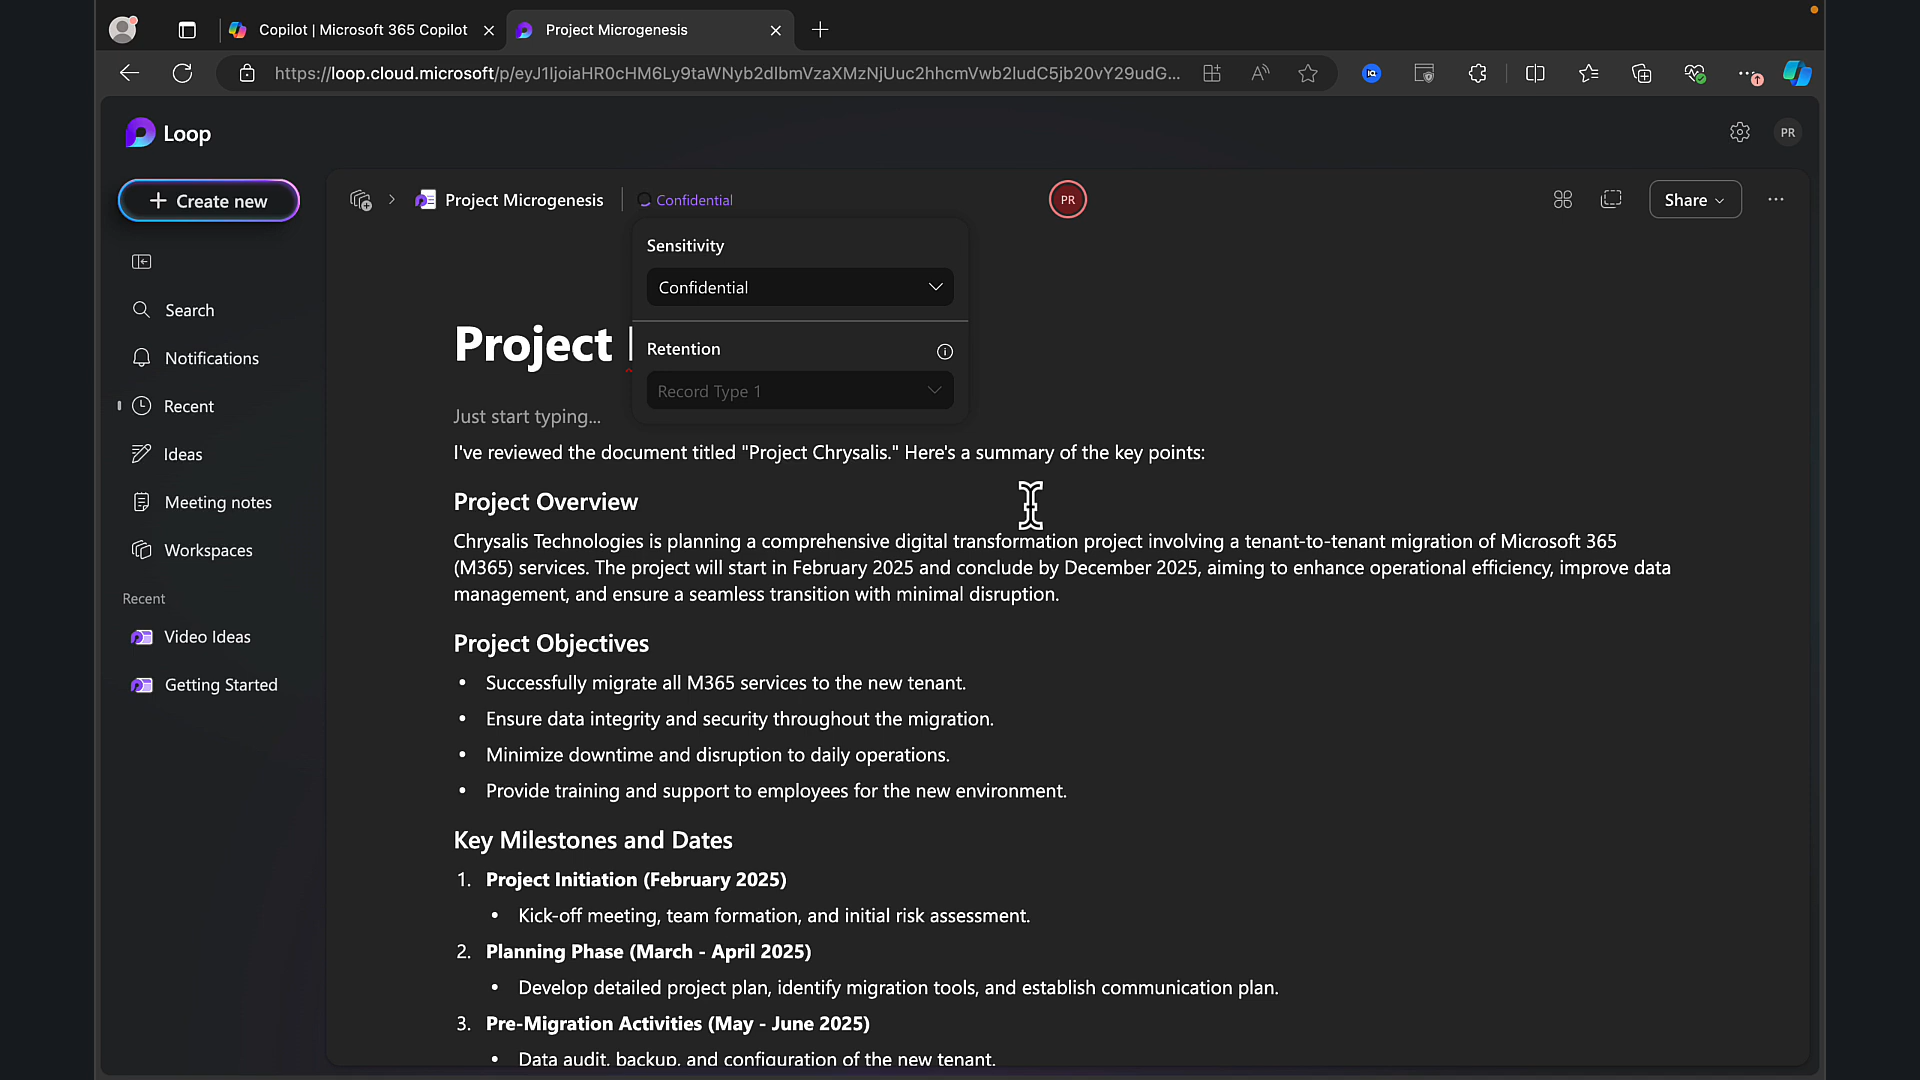 Copilot | Microsoft 365 Copilot
Project Microgenesis
https://loop.cloud.microsoft/p/eyJ1IjoiaHR0cHM6Ly9taWNyb2dlbmVzaXMzNjUuc2hhcmVwb2ludC5jb20vY29udG...
Loop
PR
Create new
Project Microgenesis
Confidential
PR
Share
Sensitivity
Confidential
Retention
Record Type 1
Search
Notifications
Recent
Ideas
Meeting notes
Workspaces
Recent
Video Ideas
Getting Started
Project
Just start typing...
I've reviewed the document titled "Project Chrysalis." Here's a summary of the key points:
Project Overview
Chrysalis Technologies is planning a comprehensive digital transformation project involving a tenant-to-tenant migration of Microsoft 365
(M365) services. The project will start in February 2025 and conclude by December 2025, aiming to enhance operational efficiency, improve data
management, and ensure a seamless transition with minimal disruption.
Project Objectives
• Successfully migrate all M365 services to the new tenant.
• Ensure data integrity and security throughout the migration.
• Minimize downtime and disruption to daily operations.
• Provide training and support to employees for the new environment.
Key Milestones and Dates
1. Project Initiation (February 2025)
• Kick-off meeting, team formation, and initial risk assessment.
2. Planning Phase (March - April 2025)
• Develop detailed project plan, identify migration tools, and establish communication plan.
3. Pre-Migration Activities (May - June 2025)
• Data audit, backup, and configuration of the new tenant.